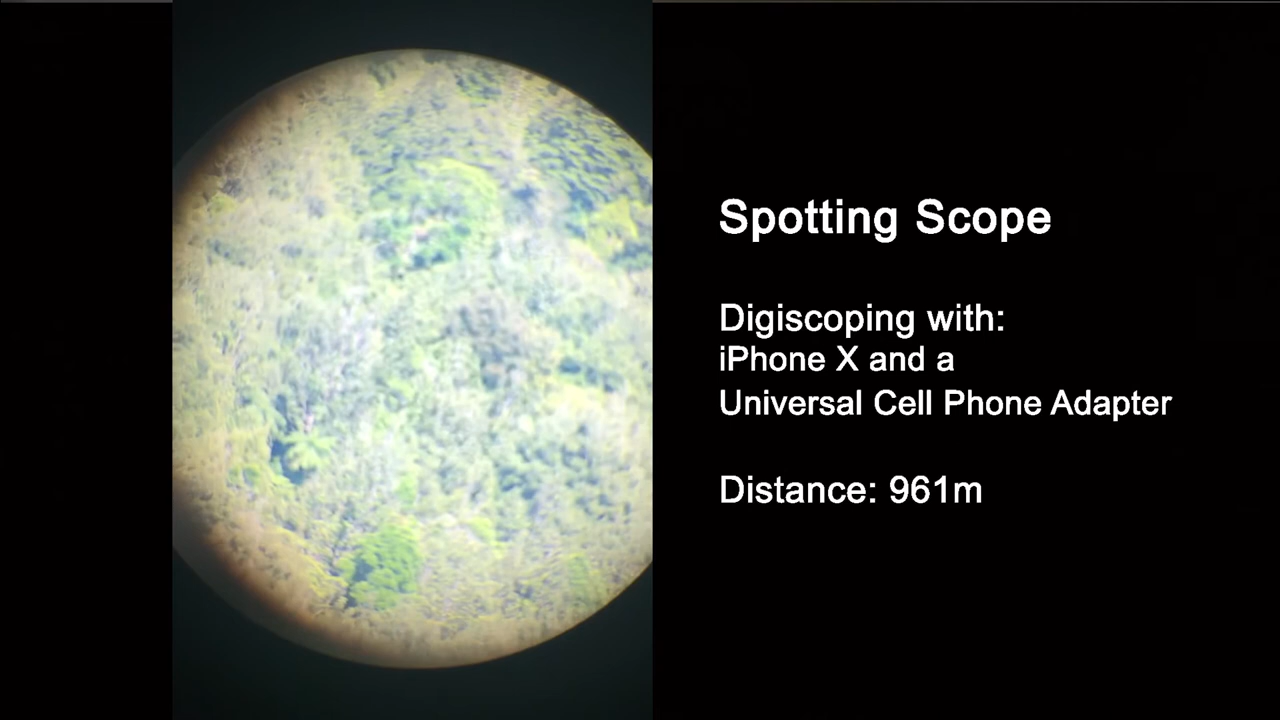 Spotting Scope
Digiscoping with:
iPhone X and a
Universal Cell Phone Adapter
Distance: 961m